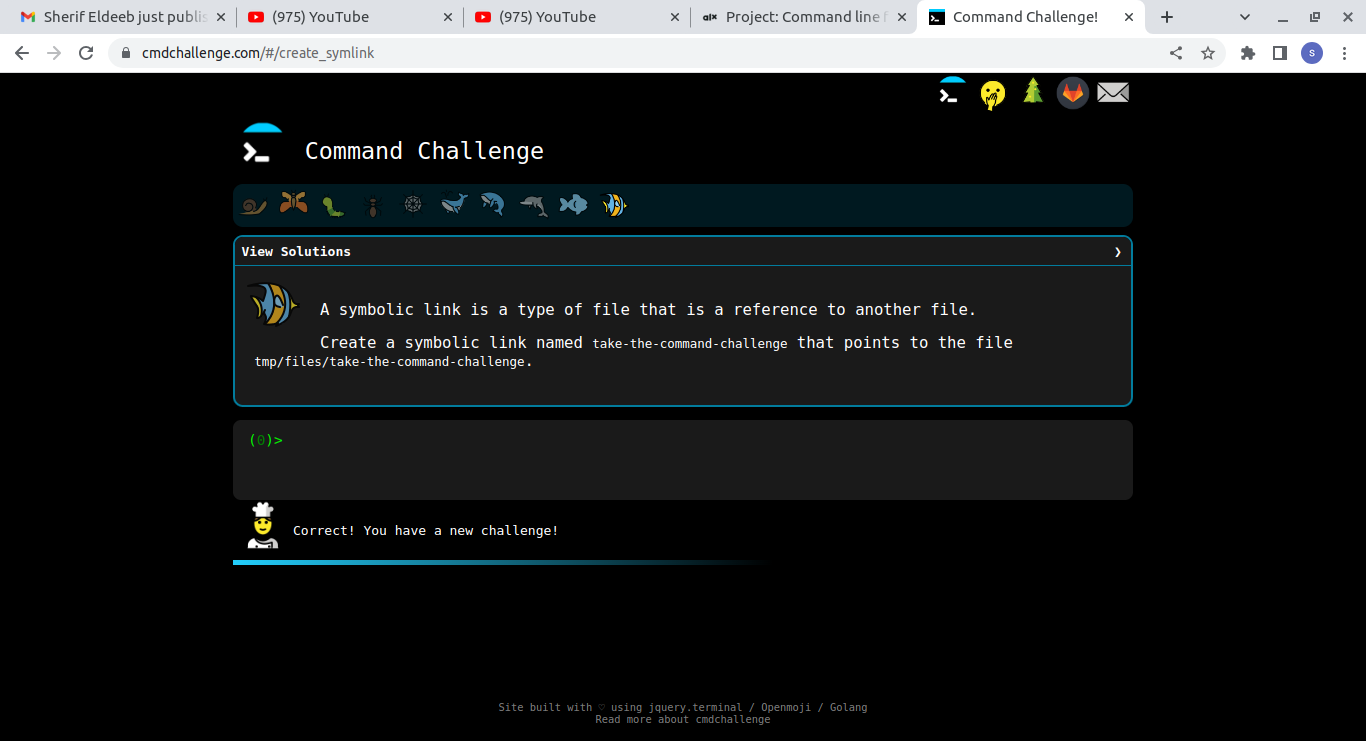 Sherif Eldeeb just publis
(975) YouTube
(975) YouTube
alx Project: Command line f
Command Challenge!
cmdchallenge.com/#/create_symlink
S
Command Challenge
View Solutions
A symbolic link is a type of file that is a reference to another file.
Create a symbolic link named take-the-command-challenge that points to the file
tmp/files/take-the-command-challenge.
(0)>
Correct! You have a new challenge!
Site built with ♡ using jquery.terminal / Openmoji / Golang
Read more about cmdchallenge